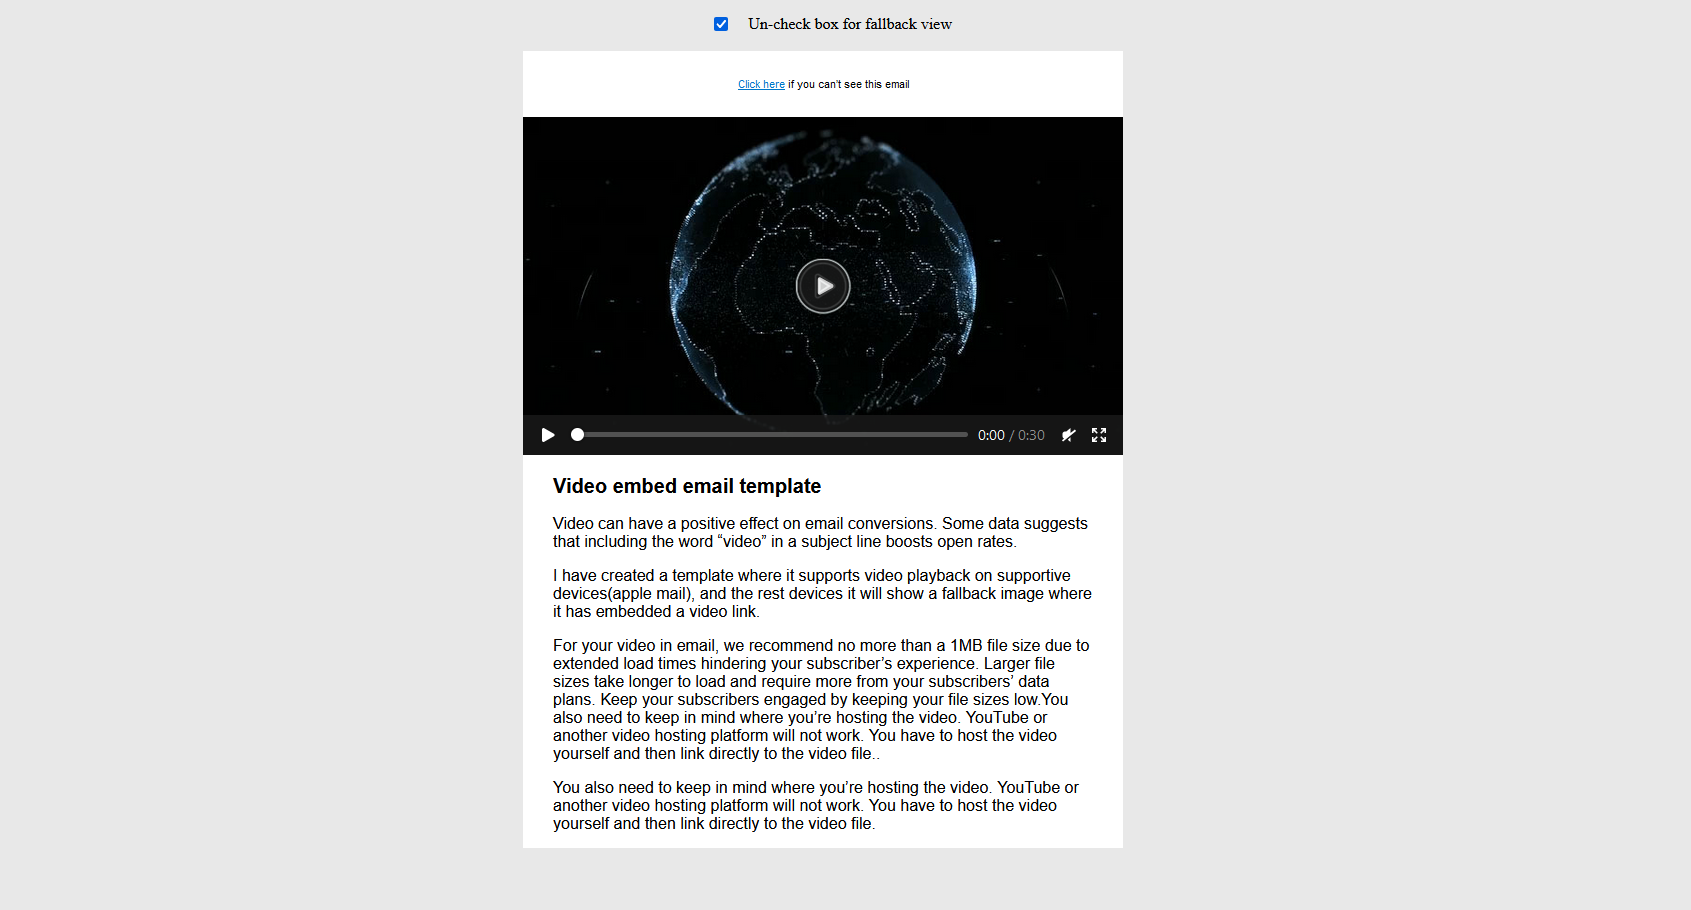 Un-check box for fallback view
Click here if you can't see this email
0:00 / 0:30
Video embed email template
Video can have a positive effect on email conversions. Some data suggests
that including the word “video” in a subject line boosts open rates.
I have created a template where it supports video playback on supportive
devices(apple mail), and the rest devices it will show a fallback image where
it has embedded a video link.
For your video in email, we recommend no more than a 1MB file size due to
extended load times hindering your subscriber’s experience. Larger file
sizes take longer to load and require more from your subscribers’ data
plans. Keep your subscribers engaged by keeping your file sizes low.You
also need to keep in mind where you’re hosting the video. YouTube or
another video hosting platform will not work. You have to host the video
yourself and then link directly to the video file..
You also need to keep in mind where you’re hosting the video. YouTube or
another video hosting platform will not work. You have to host the video
yourself and then link directly to the video file.